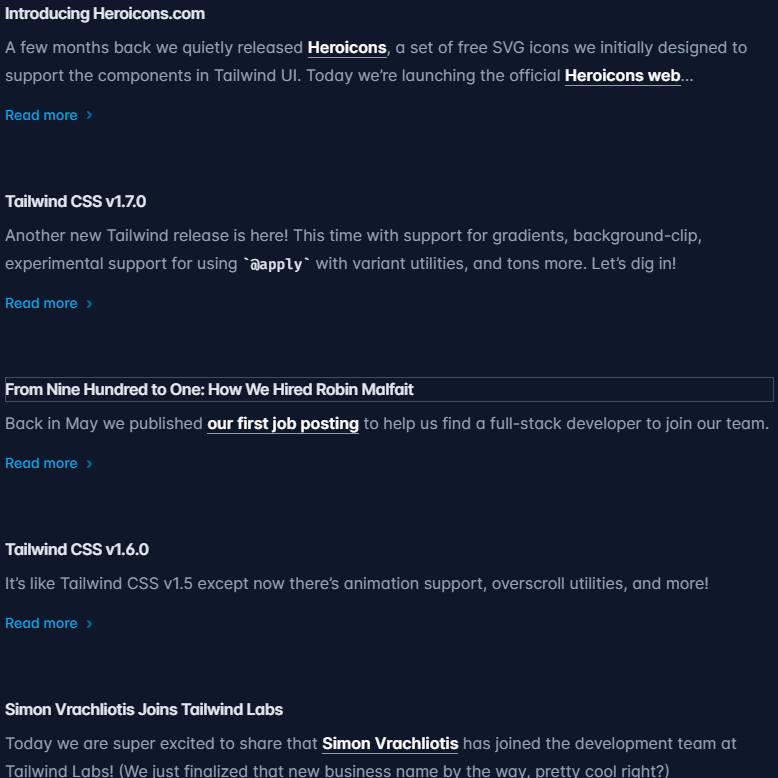 Introducing Heroicons.com
A few months back we quietly released Heroicons, a set of free SVG icons we initially designed to
support the components in Tailwind UI. Today we’re launching the official Heroicons web...
Read more
Tailwind CSS v1.7.0
Another new Tailwind release is here! This time with support for gradients, background-clip,
experimental support for using `@apply` with variant utilities, and tons more. Let’s dig in!
Read more
From Nine Hundred to One: How We Hired Robin Malfait
Back in May we published our first job posting to help us find a full-stack developer to join our team.
Read more
Tailwind CSS v1.6.0
It’s like Tailwind CSS v1.5 except now there’s animation support, overscroll utilities, and more!
Read more
Simon Vrachliotis Joins Tailwind Labs
Today we are super excited to share that Simon Vrachliotis has joined the development team at
Tailwind Labs! (We just finalized that new business name by the way, pretty cool right?)